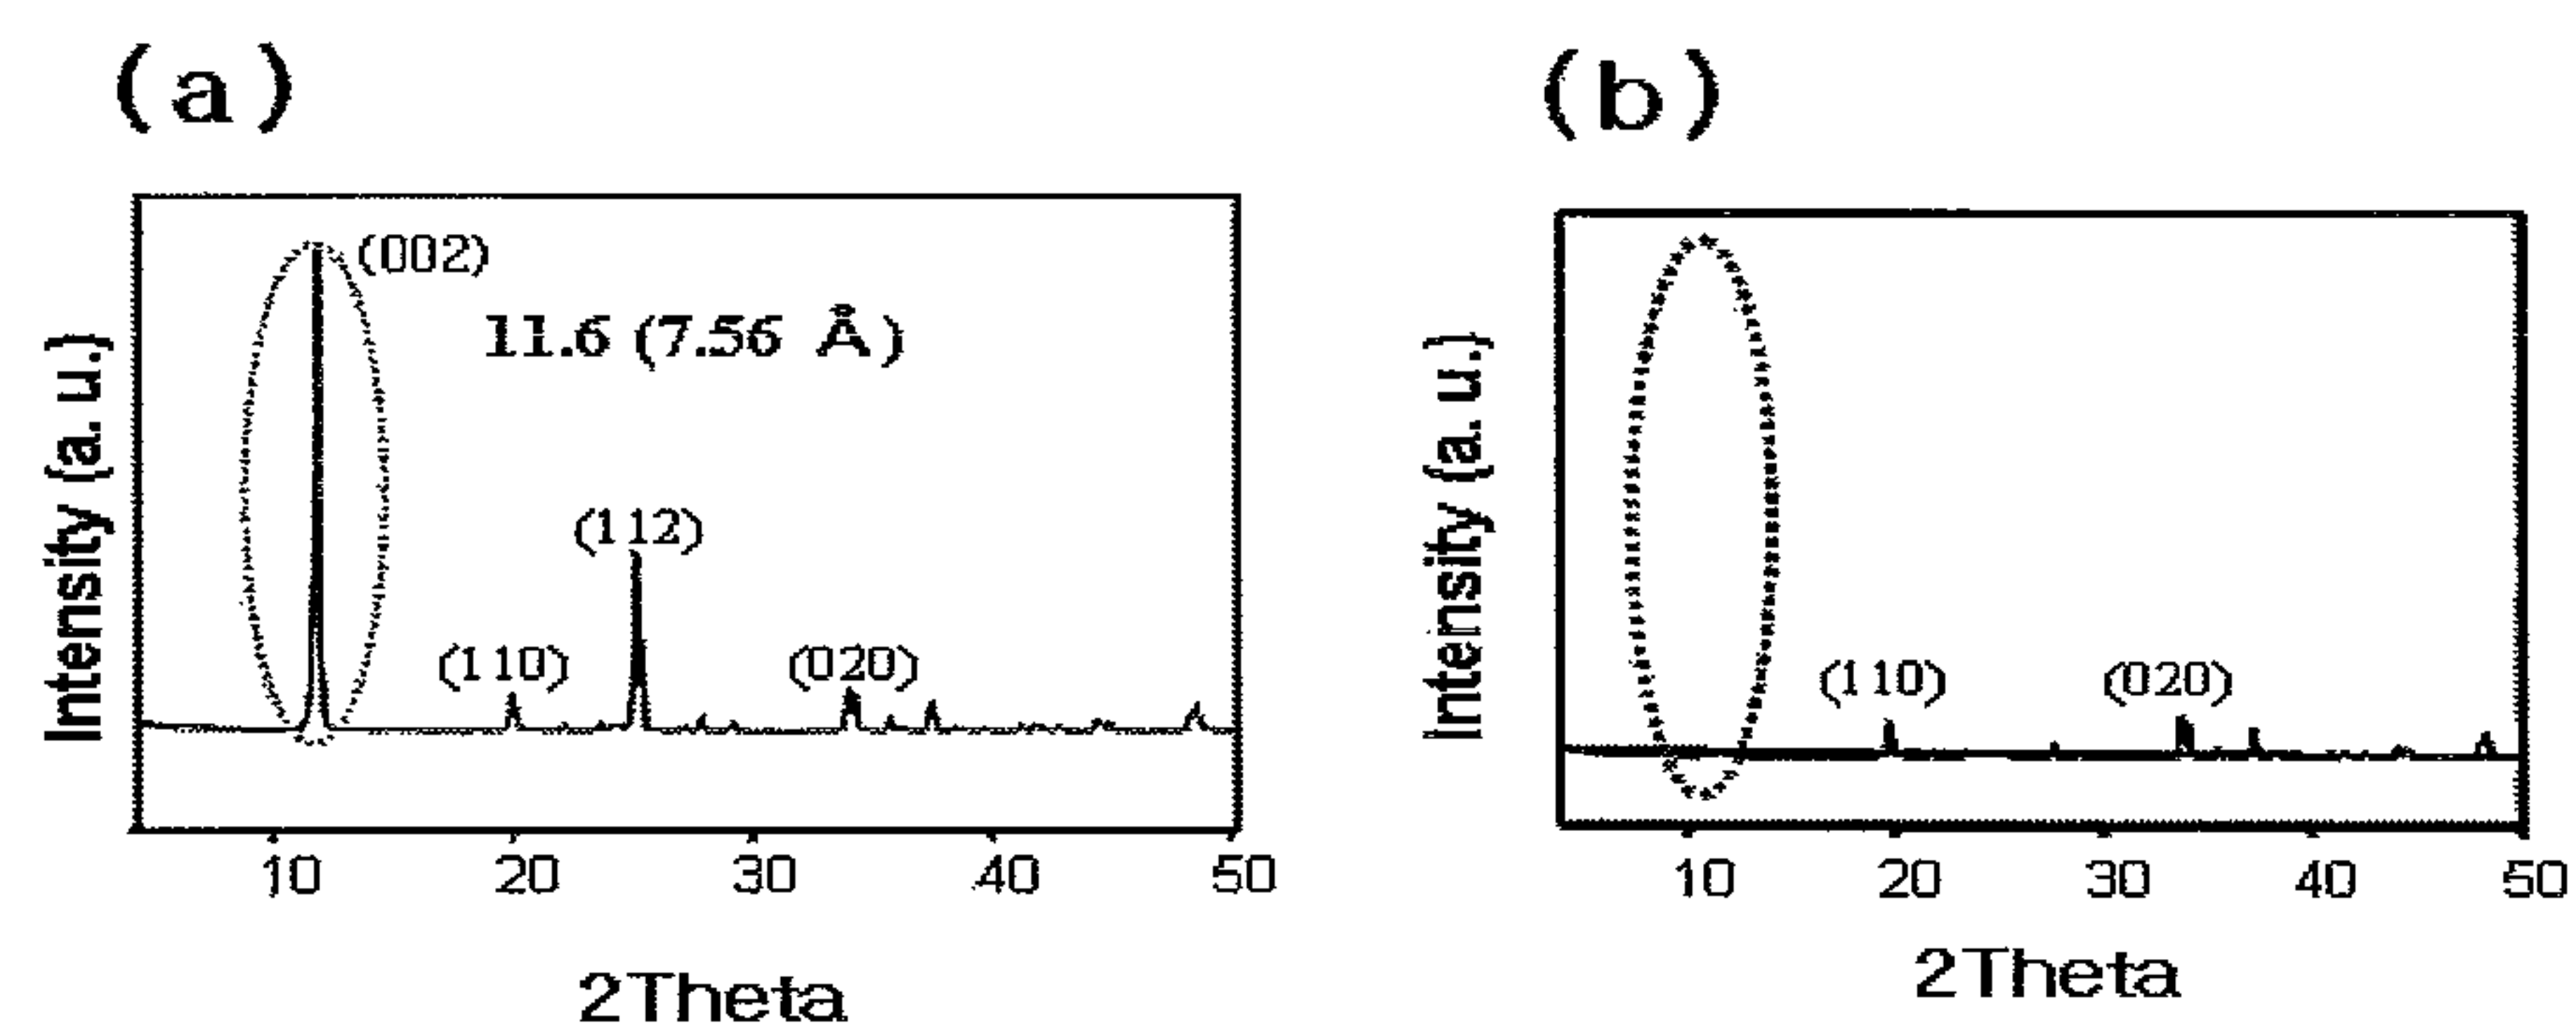 (a)
(002)
11.6 (7.56 Å)
(112)
(110)
(020)
Intensity (a. u.)
10 20 30 40 50
2Theta
(b)
(110)
(020)
Intensity (a. u.)
10 20 30 40 50
2Theta